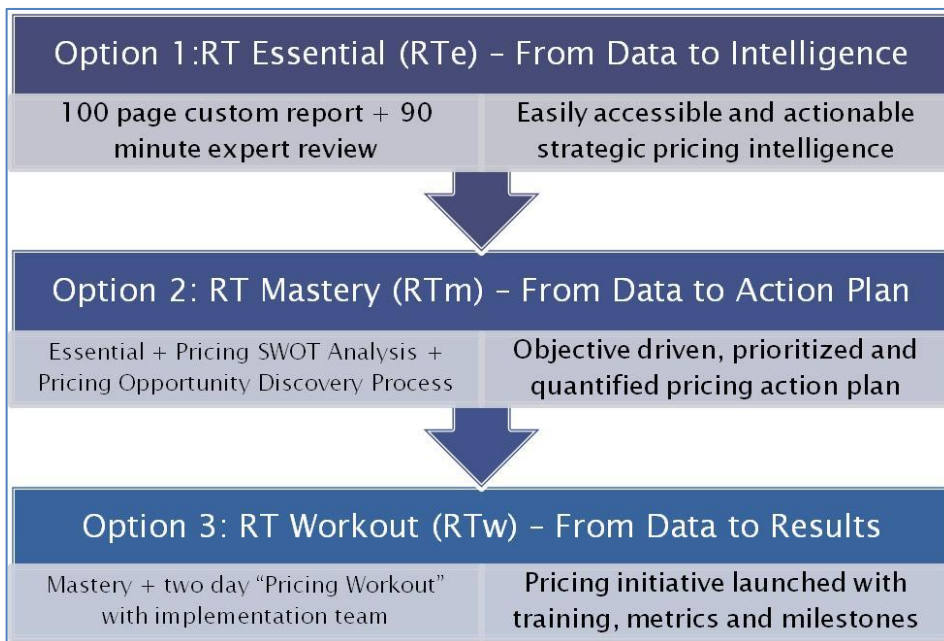 Option 1:RT Essential (RTe) – From Data to Intelligence
100 page custom report + 90
minute expert review
Easily accessible and actionable
strategic pricing intelligence
Option 2: RT Mastery (RTm) – From Data to Action Plan
Essential + Pricing SWOT Analysis +
Pricing Opportunity Discovery Process
Objective driven, prioritized and
quantified pricing action plan
Option 3: RT Workout (RTw) – From Data to Results
Mastery + two day “Pricing Workout”
with implementation team
Pricing initiative launched with
training, metrics and milestones